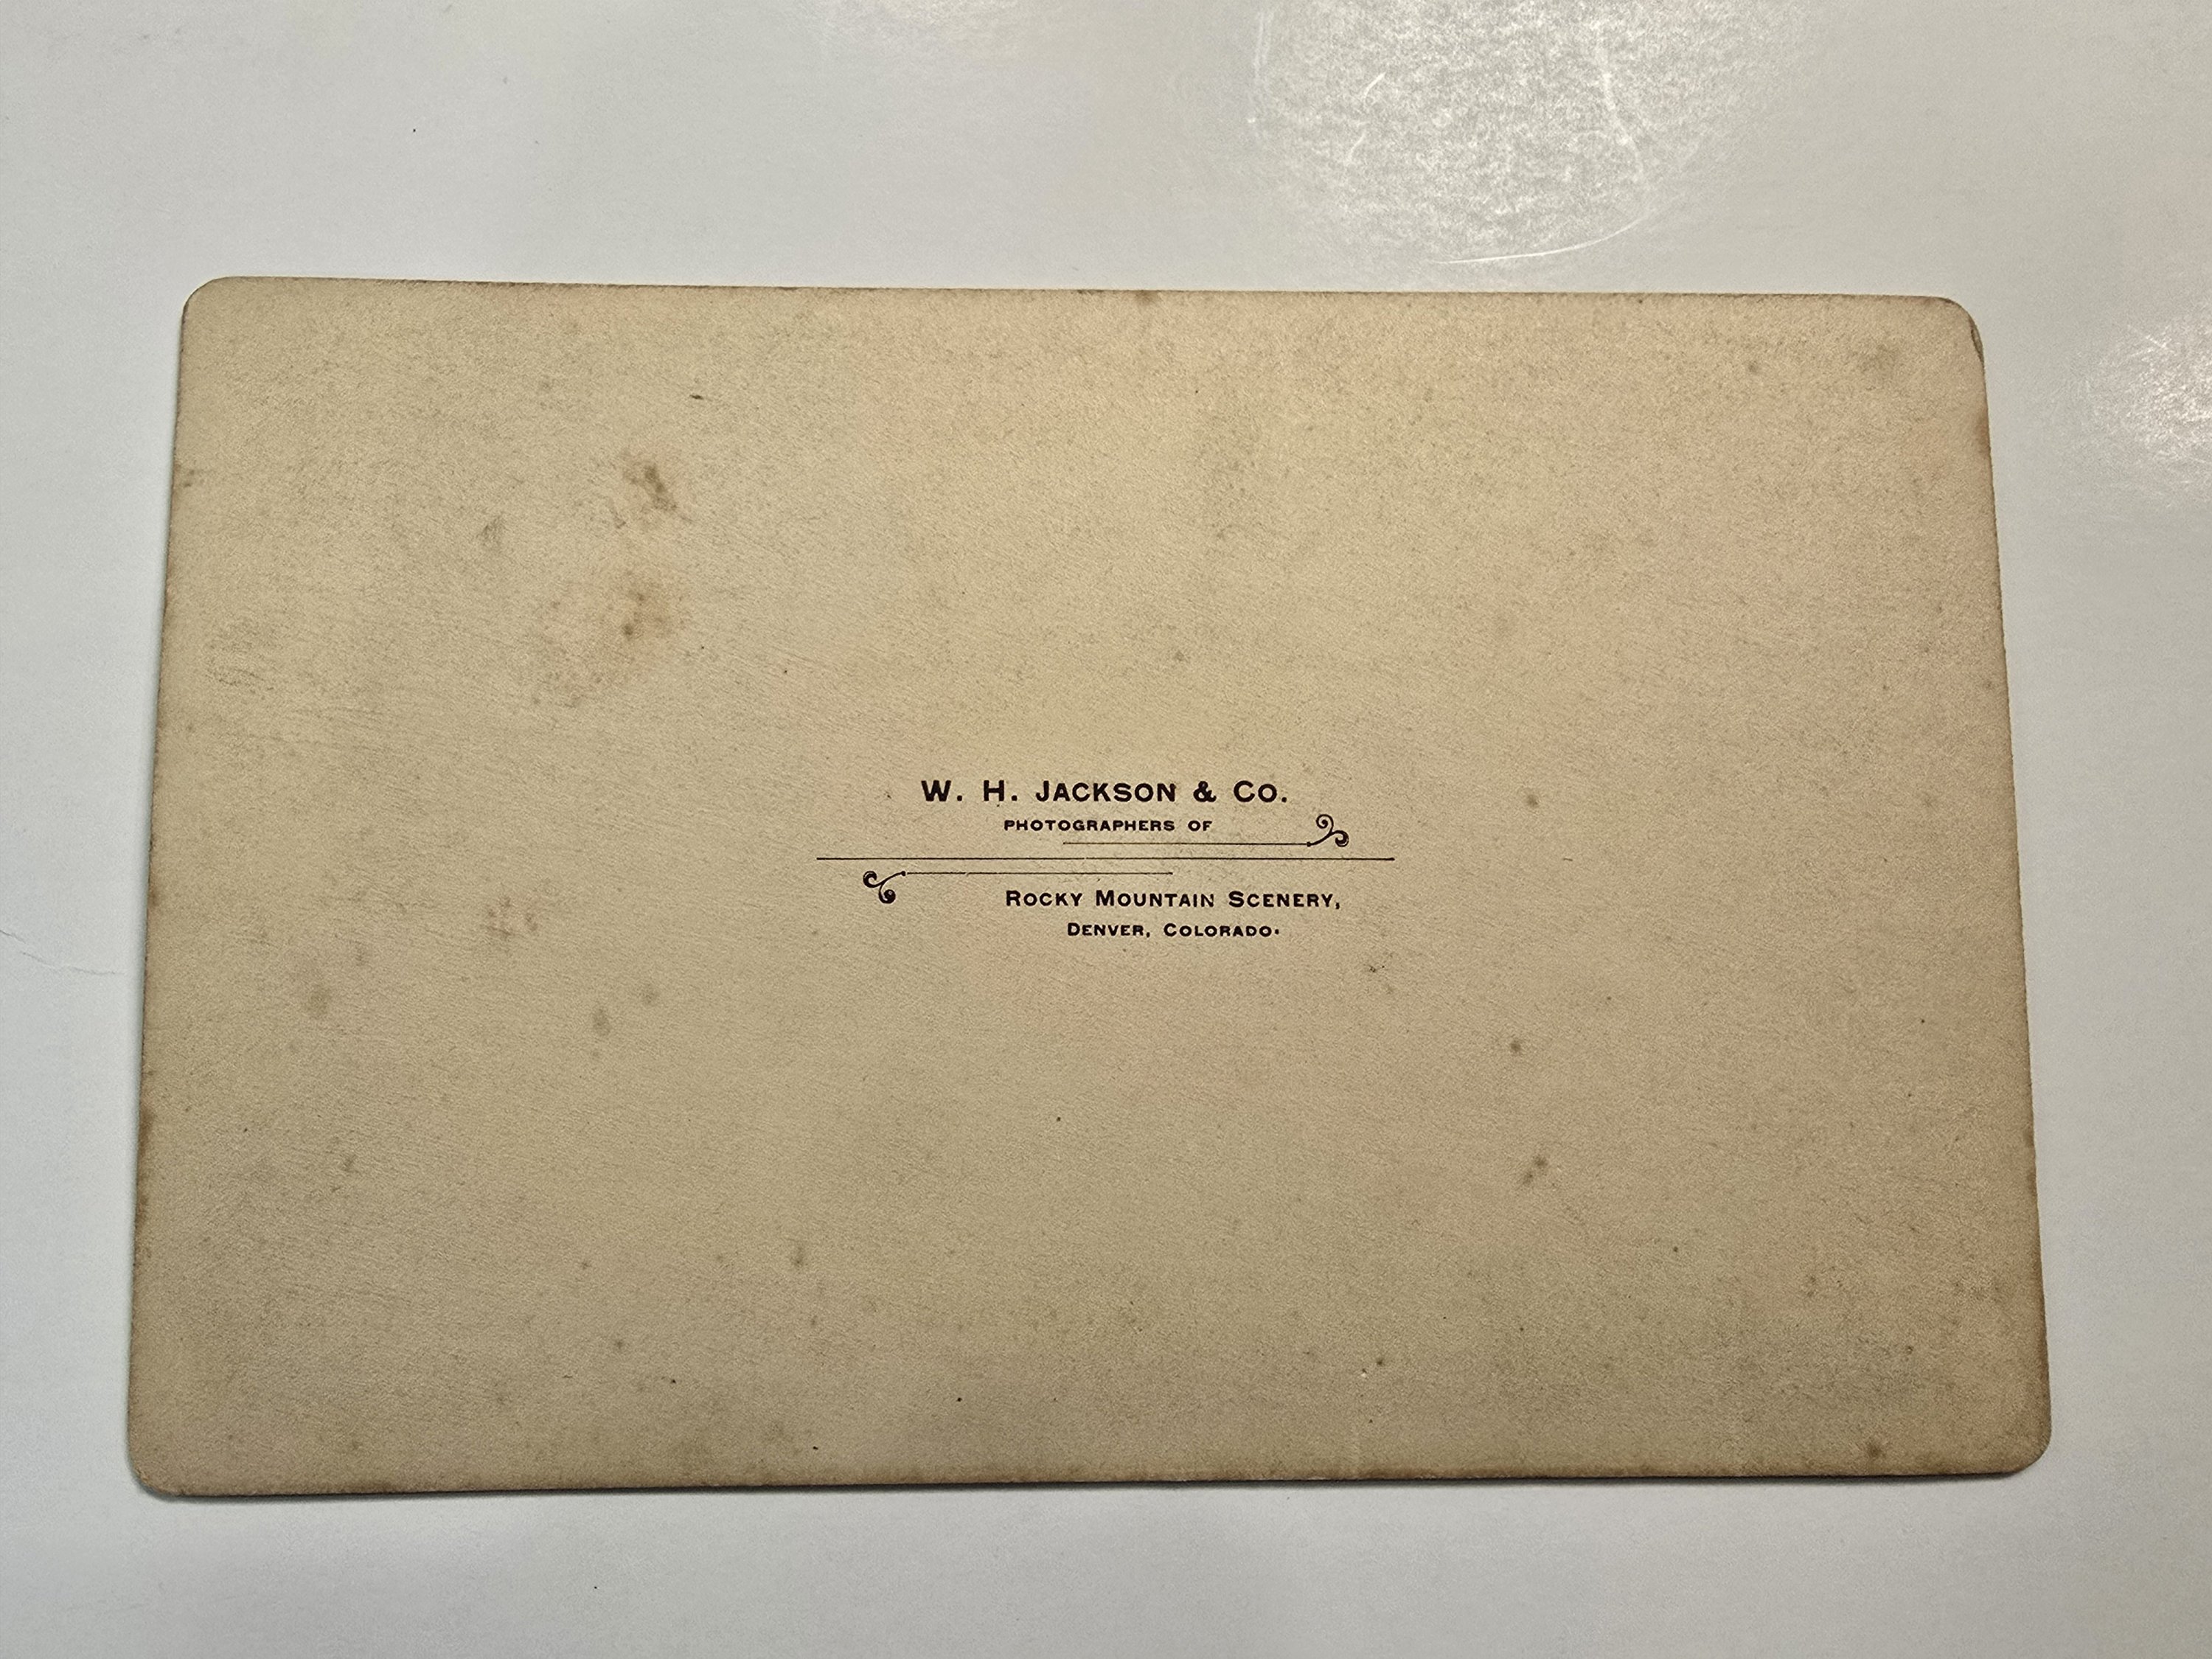 W. H. JACKSON & CO.
PHOTOGRAPHERS OF
ROCKY MOUNTAIN SCENERY,
DENVER, COLORADO.